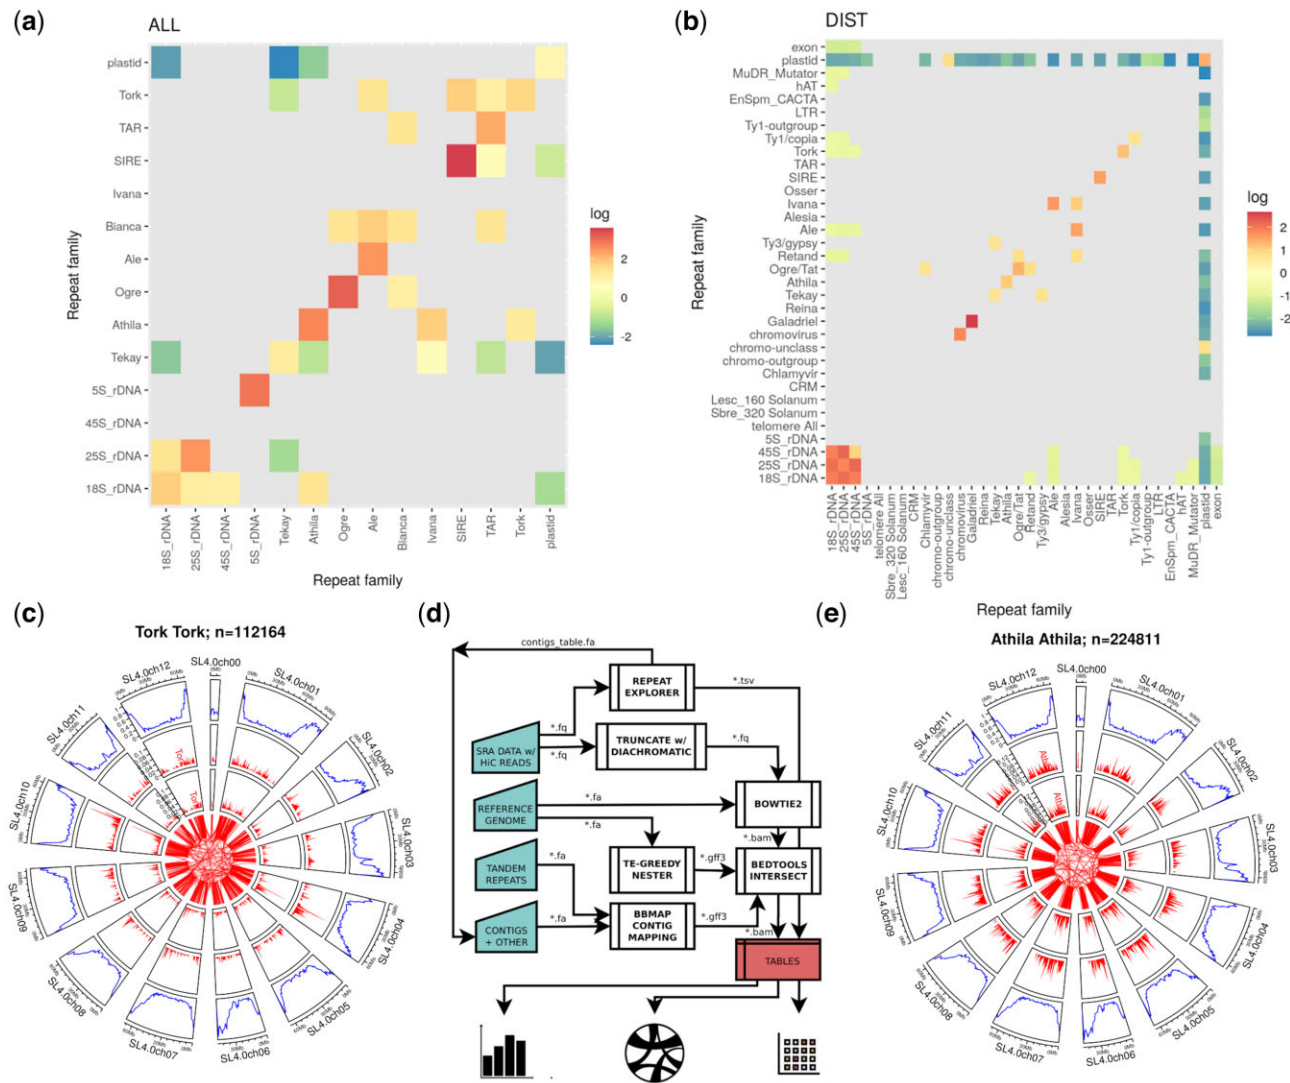 (a)
ALL
plastid
Tork
TAR
SIRE
Ivana
Bianca
Ale
Ogre
Athila
Tekay
5S_rDNA
45S_rDNA
25S_rDNA
18S_rDNA
Repeat family
18S_rDNA
25S_rDNA
45S_rDNA
5S_rDNA
Tekay
Athila
Ogre
Ale
Bianca
Ivana
SIRE
TAR
Tork
plastid
Repeat family
log
2
0
-2
(b)
DIST
exon
plastid
MuDR_Mutator
hAT
EnSpm_CACTA
LTR
Ty1-outgroup
Ty1/copia
Tork
TAR
SIRE
Osser
Ivana
Alesia
Ale
Ty3/gypsy
Retand
Ogre/Tat
Athila
Tekay
Reina
Galadriel
chromovirus
chromo-unclass
chromo-outgroup
Chlamyvir
CRM
Lesc_160 Solanum
Sbre_320 Solanum
telomere All
5S_rDNA
45S_rDNA
25S_rDNA
18S_rDNA
Repeat family
18S_rDNA
25S_rDNA
45S_rDNA
5S_rDNA
telomere All
Sbre_320 Solanum
Lesc_160 Solanum
CRM
Chlamyvir
chromo-outgroup
chromo-unclass
chromovirus
Galadriel
Reina
Tekay
Athila
Ogre/Tat
Retand
Ty3/gypsy
Ale
Alesia
Ivana
Osser
SIRE
TAR
Tork
Ty1/copia
Ty1-outgroup
LTR
EnSpm_CACTA
hAT
MuDR_Mutator
plastid
exon
Repeat family
log
2
1
0
-1
-2
(c)
Tork Tork; n=112164
SL4.0ch00
SL4.0ch01
SL4.0ch02
SL4.0ch03
SL4.0ch04
SL4.0ch05
SL4.0ch06
SL4.0ch07
SL4.0ch08
SL4.0ch09
SL4.0ch10
SL4.0ch11
SL4.0ch12
Tork
Tork
(d)
contigs_table.fa
REPEAT
EXPLORER
*.tsv
*.fq
SRA DATA w/
HiC READS
*.fq
TRUNCATE w/
DIACHROMATIC
*.fq
REFERENCE
GENOME
*.fa
*.fa
BOWTIE2
*.bam
TANDEM
REPEATS
*.fa
TE-GREEDY
NESTER
*.gff3
BEDTOOLS
INTERSECT
CONTIGS
+ OTHER
*.fa
BBMAP
CONTIG
MAPPING
*.gff3
*.bam
TABLES
(e)
Athila Athila; n=224811
SL4.0ch00
SL4.0ch01
SL4.0ch02
SL4.0ch03
SL4.0ch04
SL4.0ch05
SL4.0ch06
SL4.0ch07
SL4.0ch08
SL4.0ch09
SL4.0ch10
SL4.0ch11
SL4.0ch12
Athila
Athila